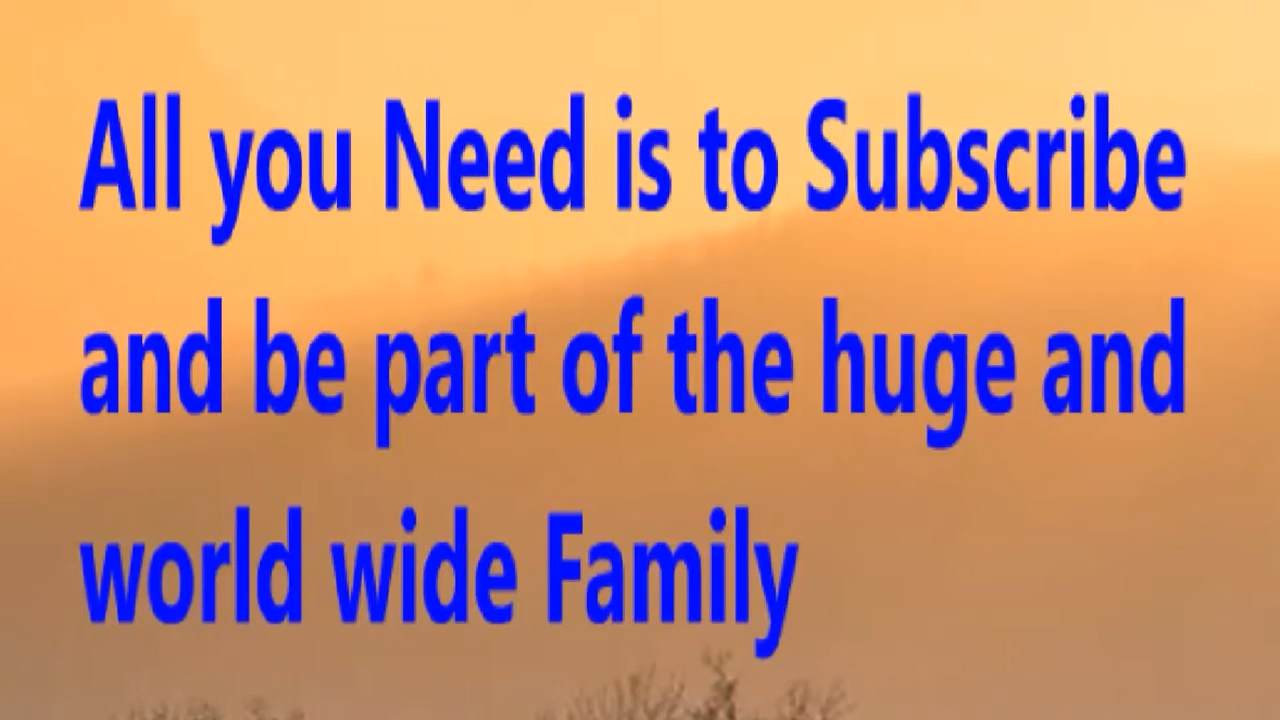 All you Need is to Subscribe
and be part of the huge and
world wide Family